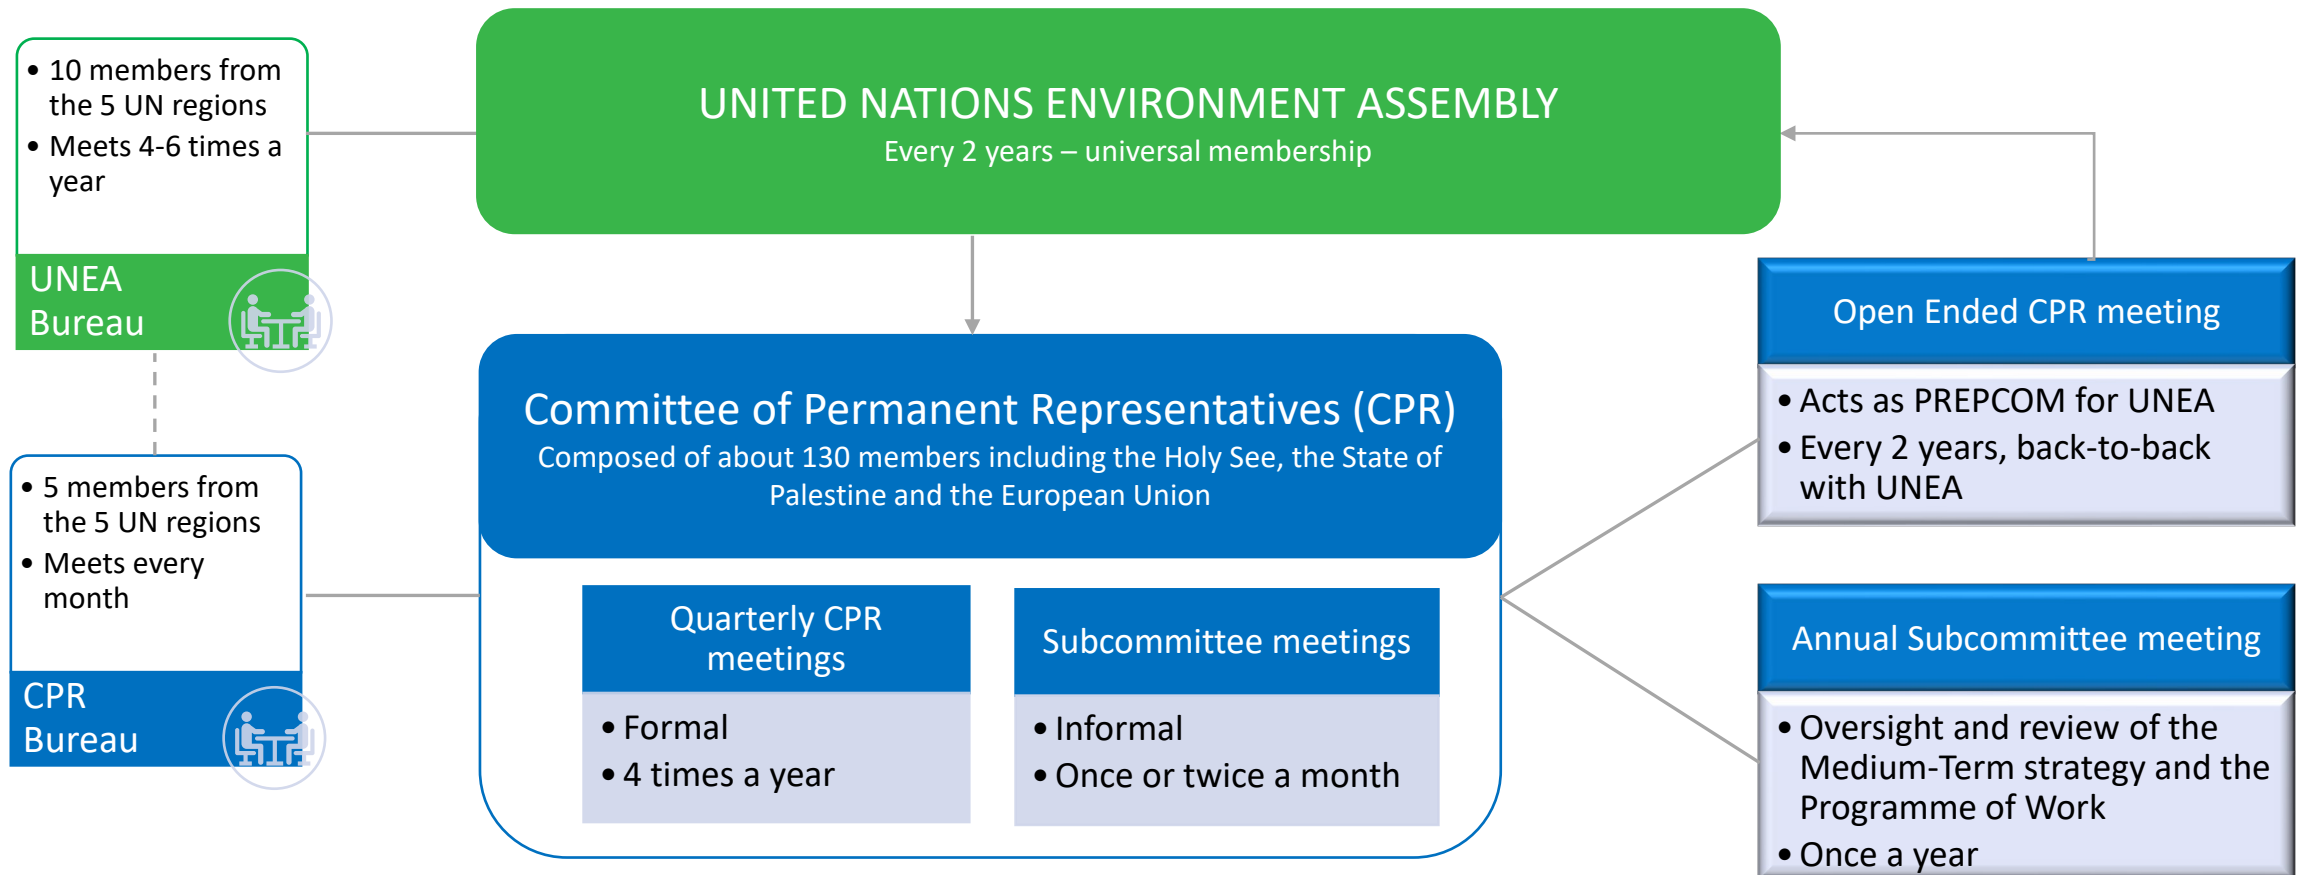 • 10 members from
the 5 UN regions
• Meets 4-6 times a
year
UNEA
Bureau
UNITED NATIONS ENVIRONMENT ASSEMBLY
Every 2 years – universal membership
• 5 members from
the 5 UN regions
• Meets every
month
CPR
Bureau
Committee of Permanent Representatives (CPR)
Composed of about 130 members including the Holy See, the State of
Palestine and the European Union
Quarterly CPR
meetings
• Formal
• 4 times a year
Subcommittee meetings
• Informal
• Once or twice a month
Open Ended CPR meeting
• Acts as PREPCOM for UNEA
• Every 2 years, back-to-back
with UNEA
Annual Subcommittee meeting
• Oversight and review of the
Medium-Term strategy and the
Programme of Work
• Once a year